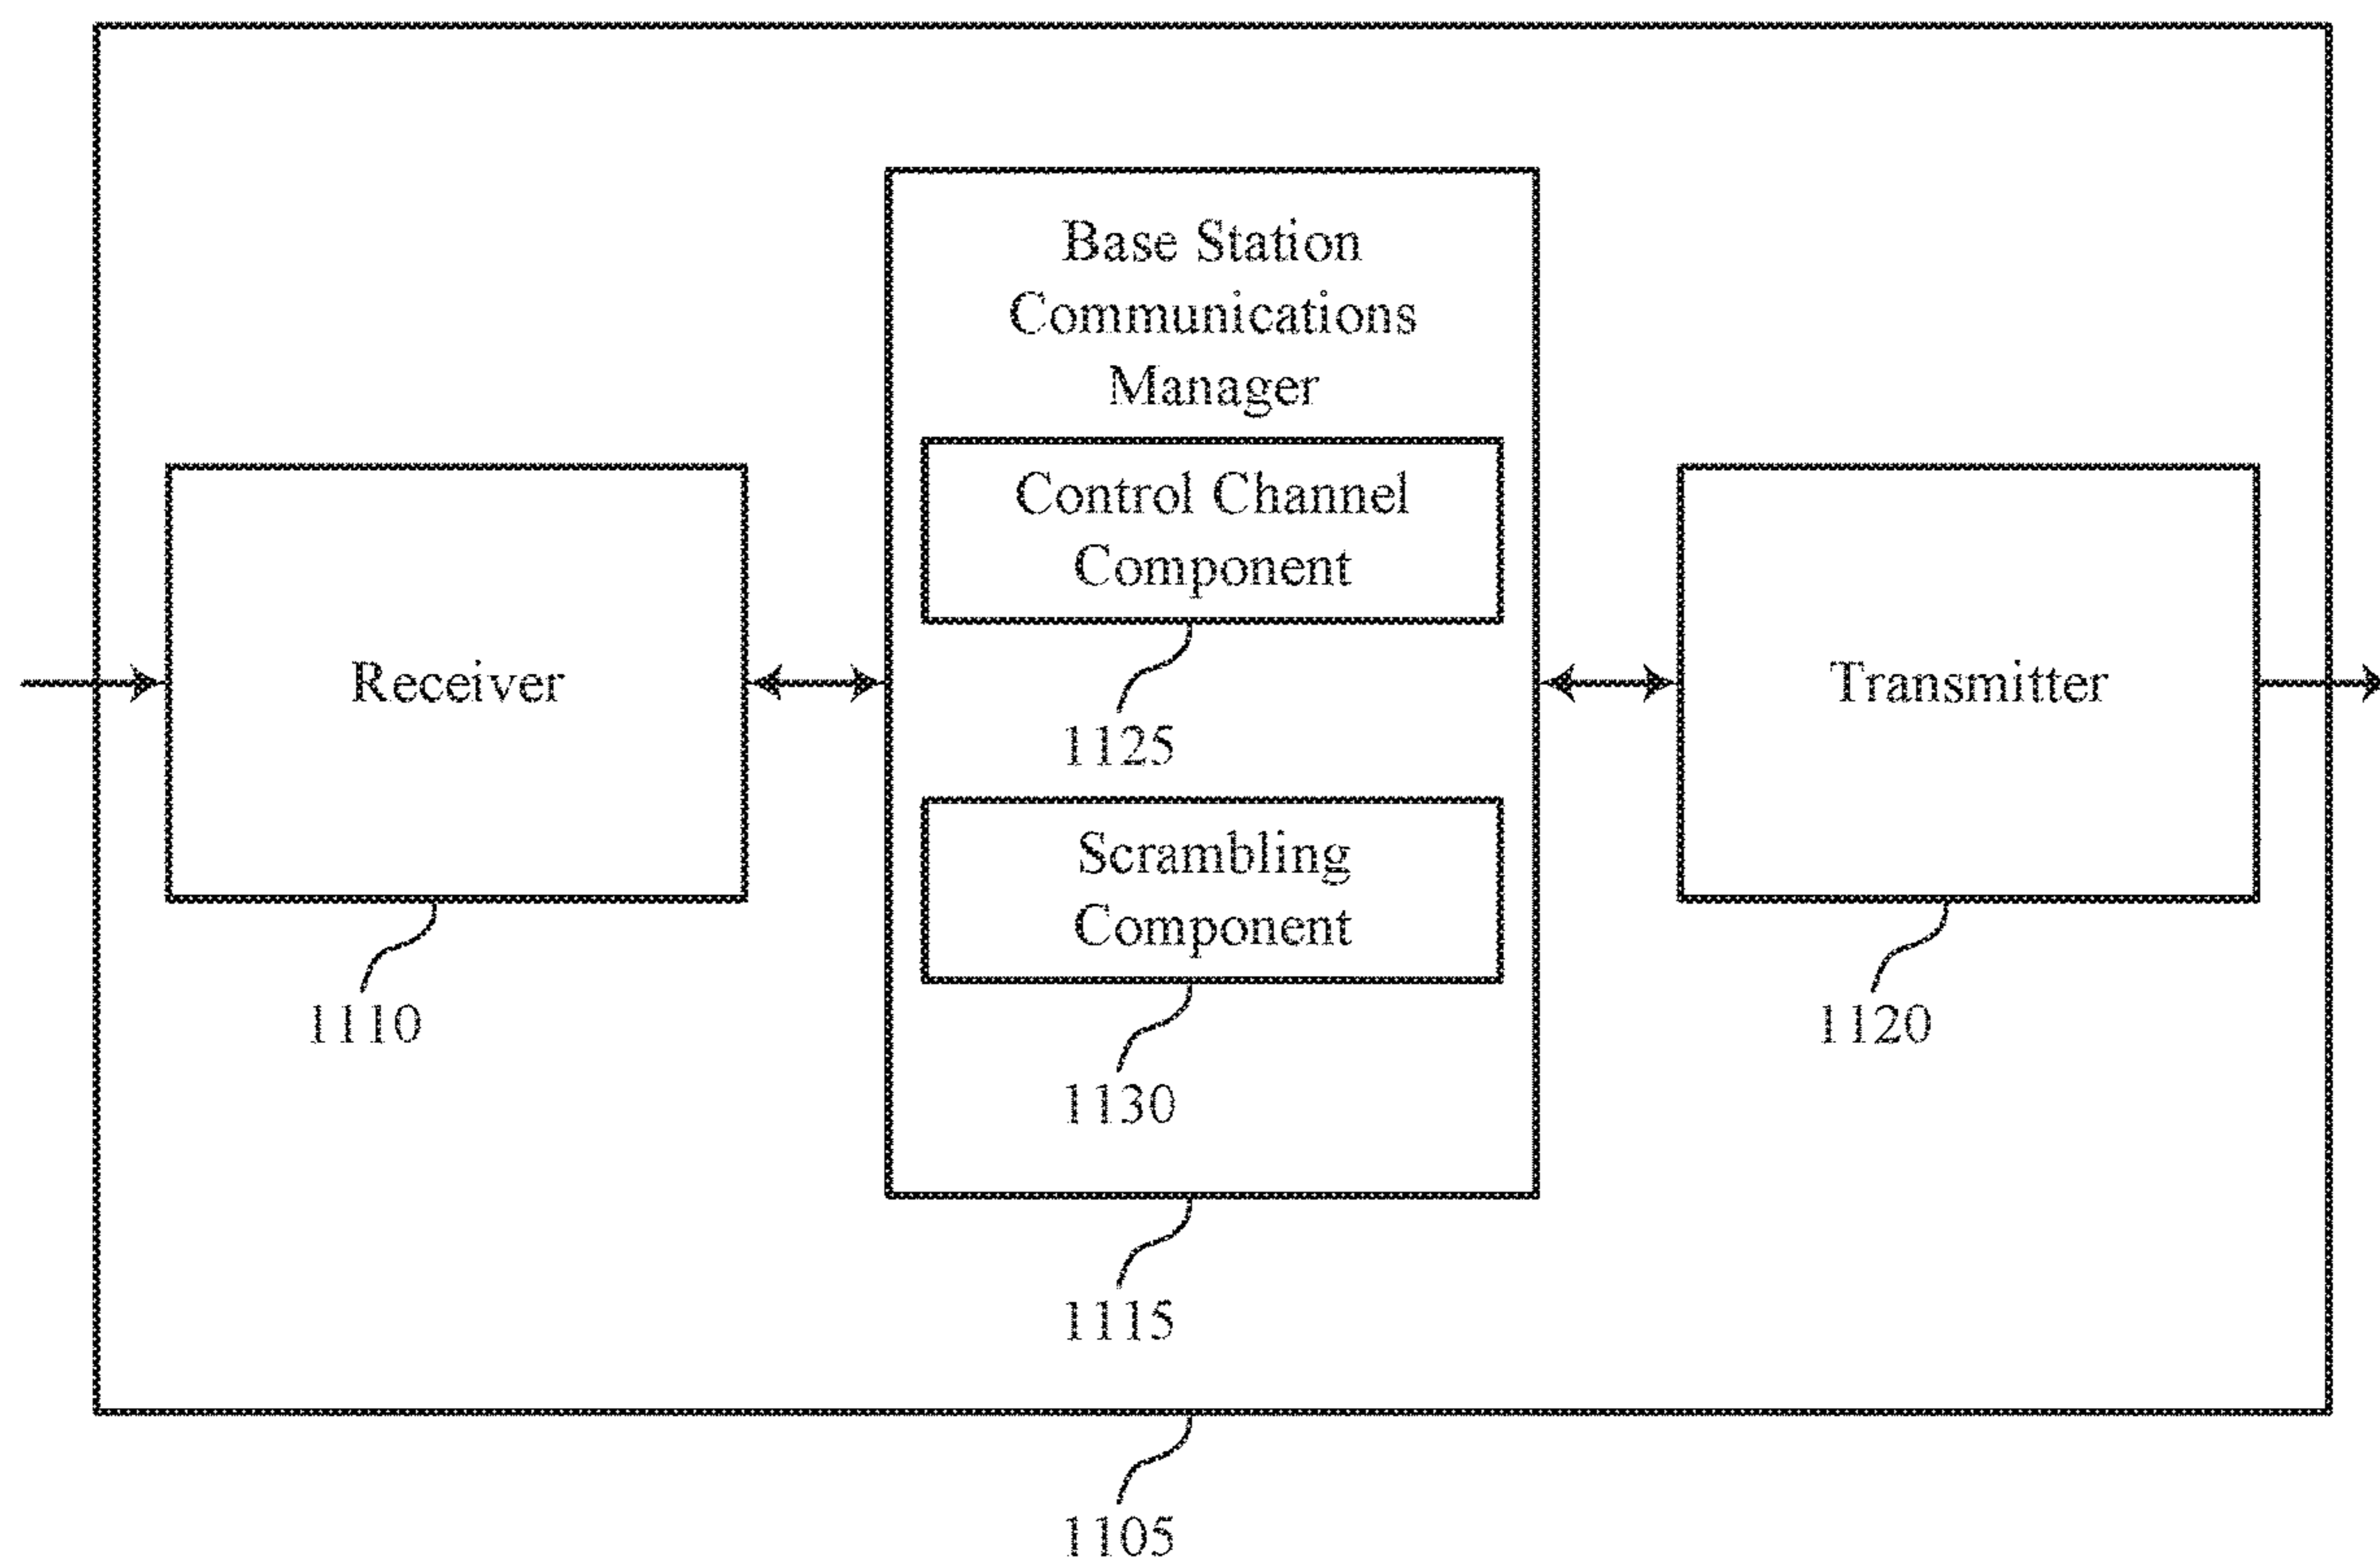 Base Station
Communications
Manager
Control Channel
Component
1125
Receiver
Transmitter
Scrambling
Component
1110
1120
1130
1115
1105